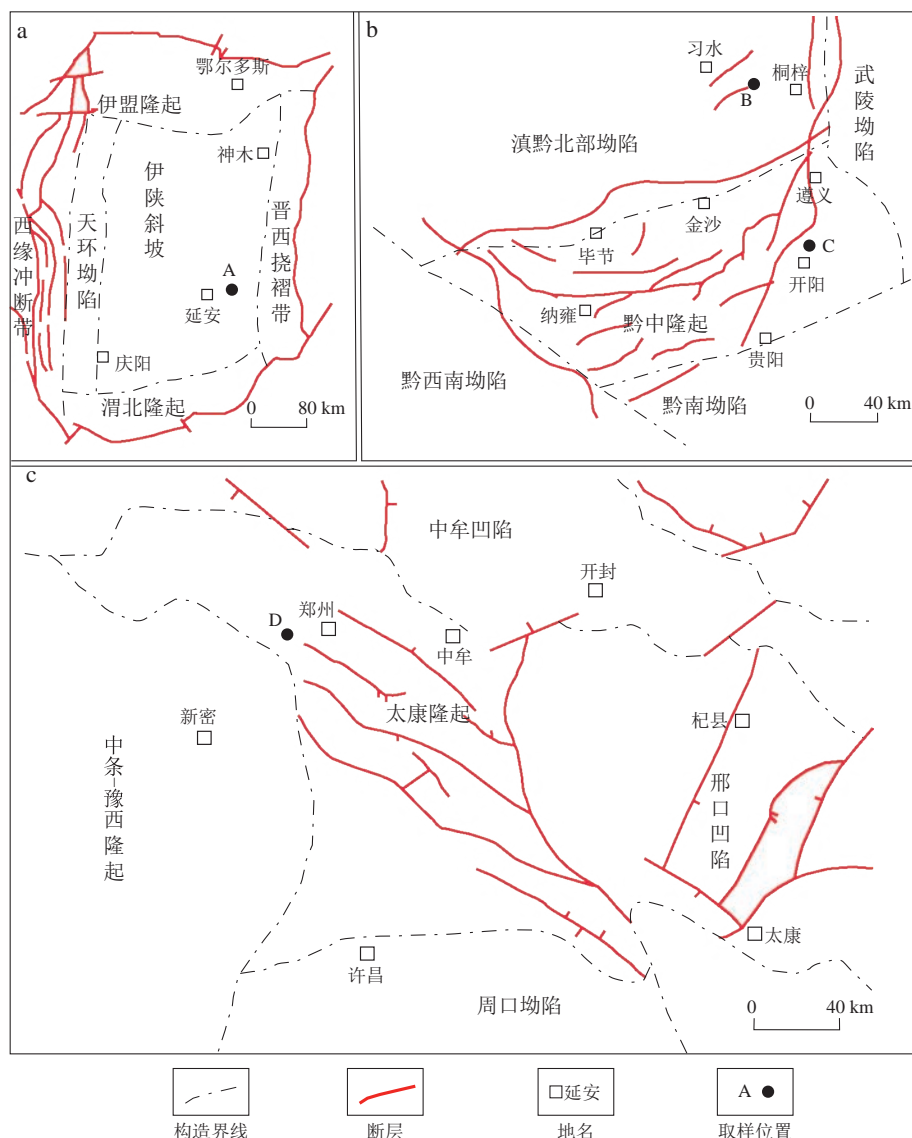 a
鄂尔多斯
伊盟隆起
神木
伊陕斜坡
天环坳陷
西缘冲断带
晋西挠褶带
A
延安
庆阳
渭北隆起
0 80 km
b
习水
桐梓
B
武陵坳陷
滇黔北部坳陷
遵义
金沙
毕节
C
开阳
纳雍
黔中隆起
贵阳
黔西南坳陷
黔南坳陷
0 40 km
c
中牟凹陷
开封
D
郑州
中牟
太康隆起
新密
杞县
中条-豫西隆起
邢口凹陷
太康
许昌
周口坳陷
0 40 km
延安
A
构造界线 断层 地名 取样位置